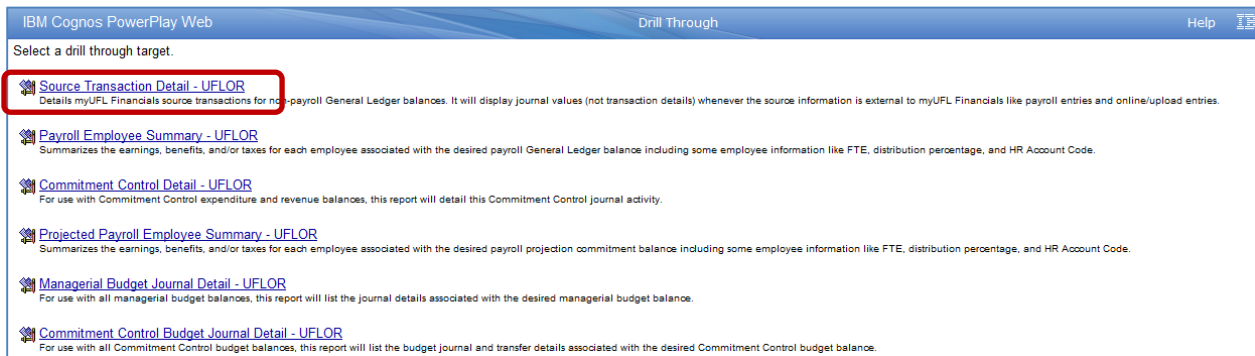 IBM Cognos PowerPlay Web Drill Through Help IBM
Select a drill through target.
Source Transaction Detail - UFLOR
Details myUFL Financials source transactions for non-payroll General Ledger balances. It will display journal values (not transaction details) whenever the source information is external to myUFL Financials like payroll entries and online/upload entries.
Payroll Employee Summary - UFLOR
Summarizes the earnings, benefits, and/or taxes for each employee associated with the desired payroll General Ledger balance including some employee information like FTE, distribution percentage, and HR Account Code.
Commitment Control Detail - UFLOR
For use with Commitment Control expenditure and revenue balances, this report will detail this Commitment Control journal activity.
Projected Payroll Employee Summary - UFLOR
Summarizes the earnings, benefits, and/or taxes for each employee associated with the desired payroll projection commitment balance including some employee information like FTE, distribution percentage, and HR Account Code.
Managerial Budget Journal Detail - UFLOR
For use with all managerial budget balances, this report will list the journal details associated with the desired managerial budget balance.
Commitment Control Budget Journal Detail - UFLOR
For use with all Commitment Control budget balances, this report will list the budget journal and transfer details associated with the desired Commitment Control budget balance.